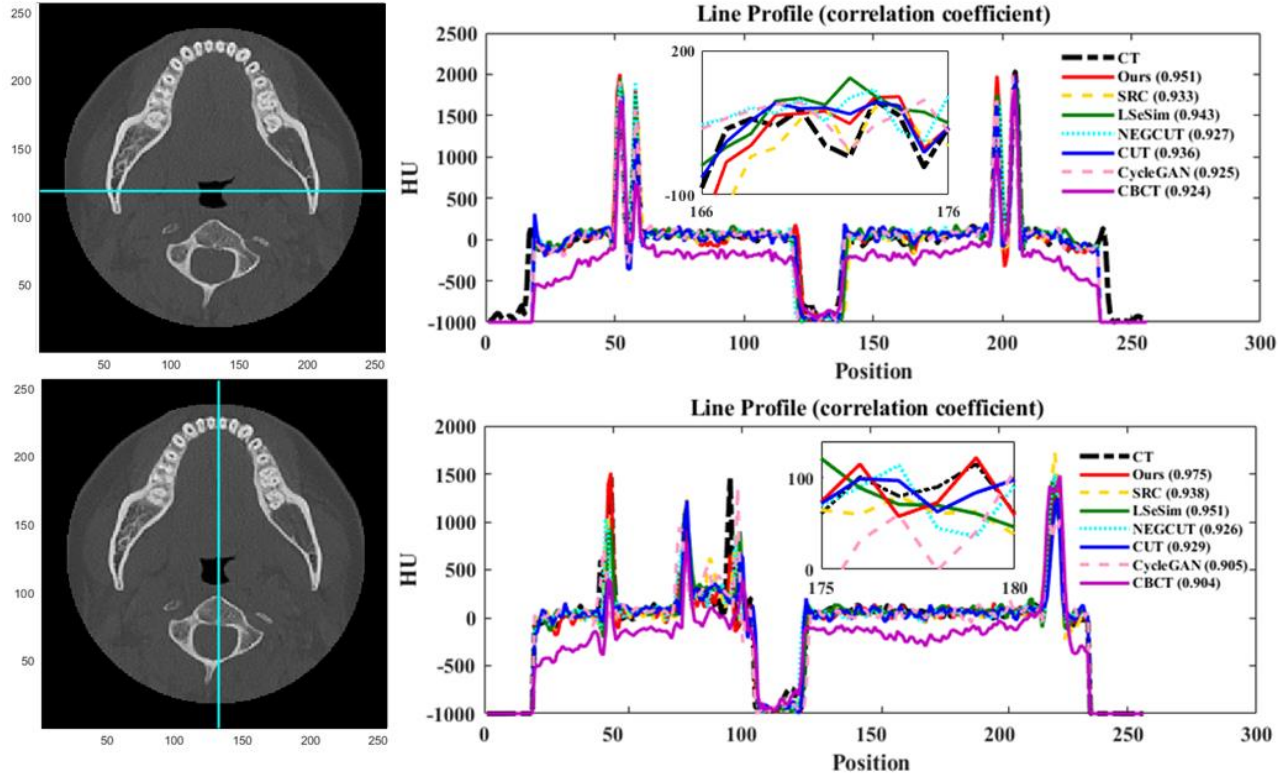 250
200
150
100
50
50 100 150 200 250
Line Profile (correlation coefficient)
2500
2000
1500
1000
500
0
-500
-1000
HU
0 50 100 150 200 250 300
Position
200
-100
166 176
CT
Ours (0.951)
SRC (0.933)
LSeSim (0.943)
NEGCUT (0.927)
CUT (0.936)
CycleGAN (0.925)
CBCT (0.924)
250
200
150
100
50
50 100 150 200 250
Line Profile (correlation coefficient)
2000
1500
1000
500
0
-500
-1000
HU
0 50 100 150 200 250 300
Position
100
0
175 180
CT
Ours (0.975)
SRC (0.938)
LSeSim (0.951)
NEGCUT (0.926)
CUT (0.929)
CycleGAN (0.905)
CBCT (0.904)